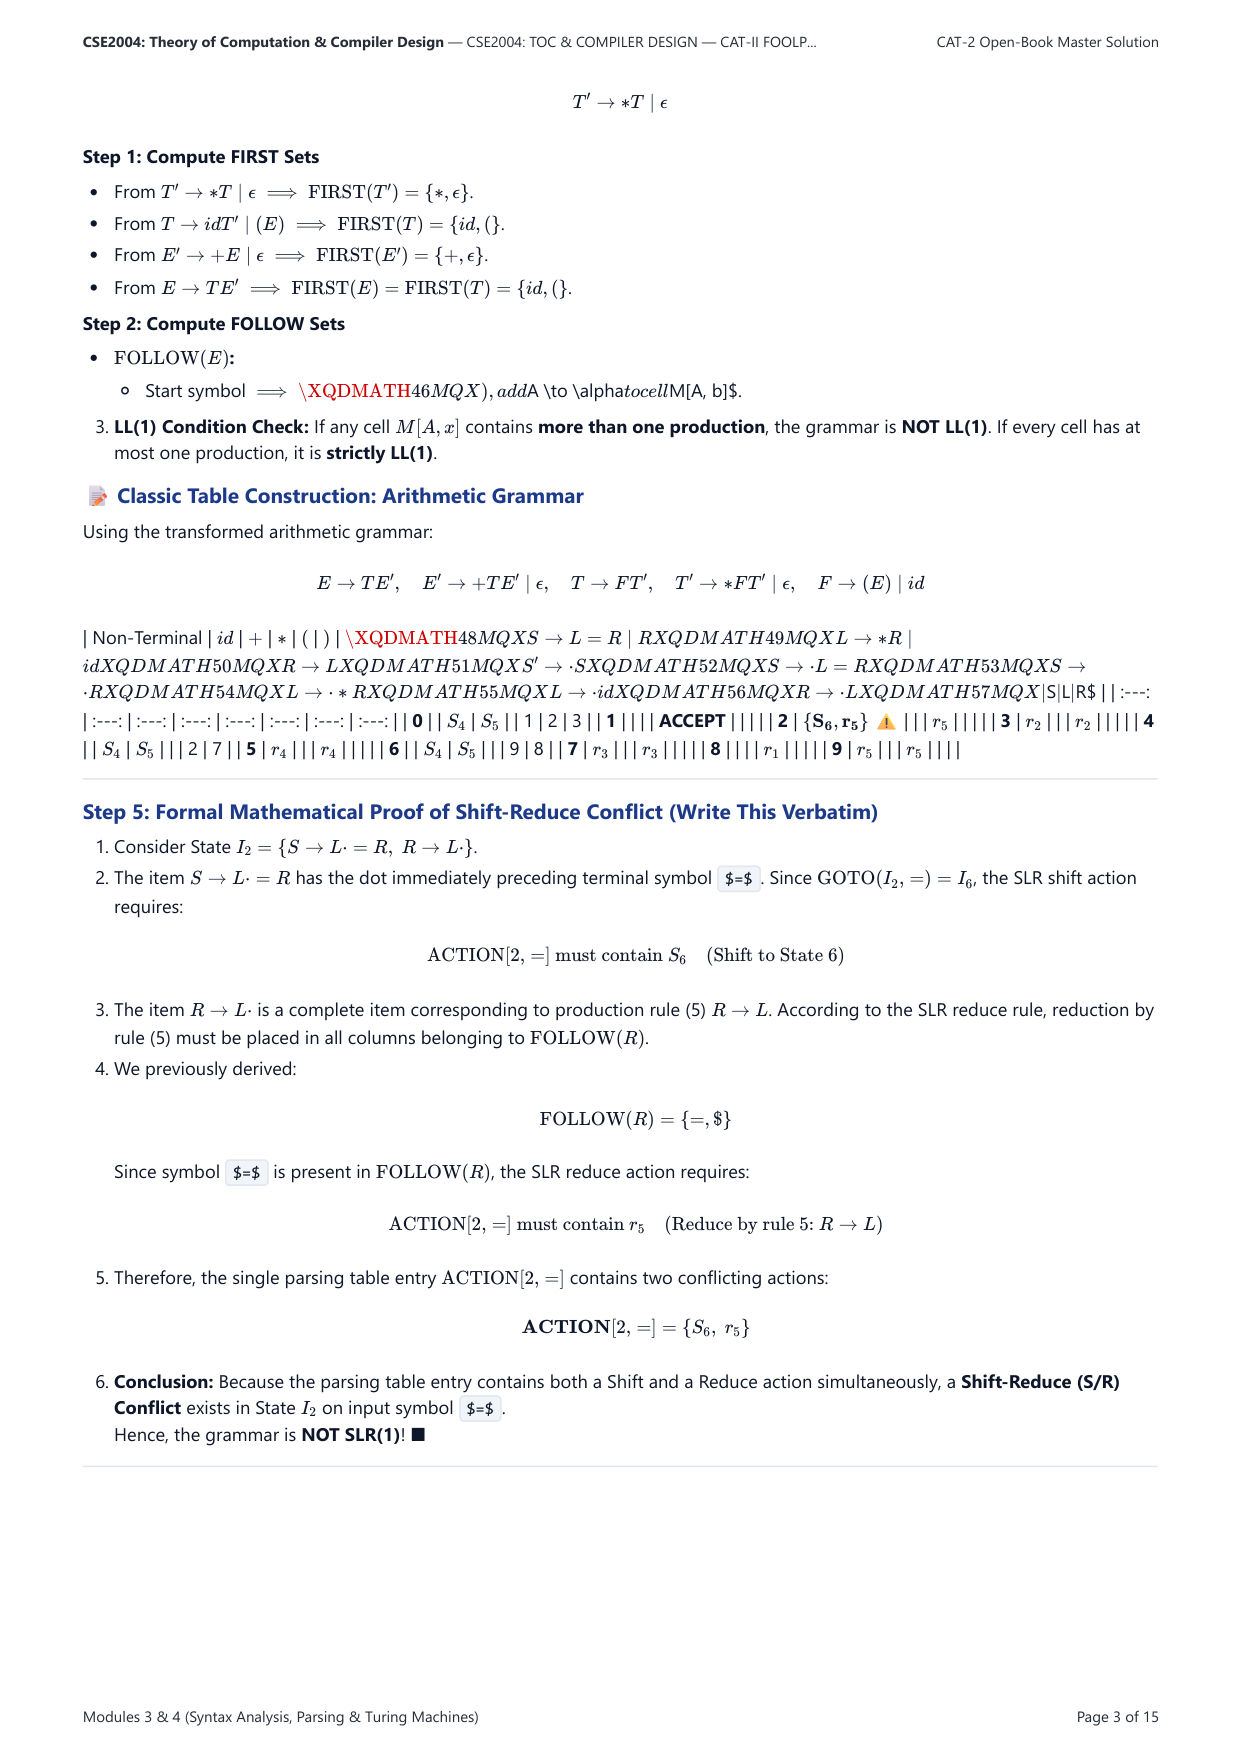 CSE2004: Theory of Computation & Compiler Design — CSE2004: TOC & COMPILER DESIGN — CAT-II FOOLP... CAT-2 Open-Book Master Solution
T′ → ∗T | ϵ
Step 1: Compute FIRST Sets
• From T′ → ∗T | ϵ ⟹ FIRST(T′) = {∗, ϵ}.
• From T → idT′ | (E) ⟹ FIRST(T) = {id, (}.
• From E′ → +E | ϵ ⟹ FIRST(E′) = {+, ϵ}.
• From E → TE′ ⟹ FIRST(E) = FIRST(T) = {id, (}.
Step 2: Compute FOLLOW Sets
• FOLLOW(E):
◦ Start symbol ⟹ \XQDMATH46MQX), addA \to \alphatocellM[A, b]$.
3. LL(1) Condition Check: If any cell M[A, x] contains more than one production, the grammar is NOT LL(1). If every cell has at
most one production, it is strictly LL(1).
📝 Classic Table Construction: Arithmetic Grammar
Using the transformed arithmetic grammar:
E → TE′, E′ → +TE′ | ϵ, T → FT′, T′ → ∗FT′ | ϵ, F → (E) | id
| Non-Terminal | id | + | ∗ | ( | ) | \XQDMATH48MQXS → L = R | RXQDMATH49MQXL → ∗R |
idXQDMATH50MQXR → LXQDMATH51MQXS′ → ·SXQDMATH52MQXS → ·L = RXQDMATH53MQXS →
·RXQDMATH54MQXL → · ∗ RXQDMATH55MQXL → ·idXQDMATH56MQXR → ·LXQDMATH57MQX|S|L|R$ | | :---:
| :---: | :---: | :---: | :---: | :---: | :---: | :---: | | 0 | | S₄ | S₅ | | 1 | 2 | 3 | | 1 | | | | ACCEPT | | | | | 2 | {S₆, r₅} ⚠️ | | | r₅ | | | | | 3 | r₂ | | | r₂ | | | | | 4
| | S₄ | S₅ | | | 2 | 7 | | 5 | r₄ | | | r₄ | | | | | 6 | | S₄ | S₅ | | | 9 | 8 | | 7 | r₃ | | | r₃ | | | | | 8 | | | | r₁ | | | | | 9 | r₅ | | | r₅ | | | |
Step 5: Formal Mathematical Proof of Shift-Reduce Conflict (Write This Verbatim)
1. Consider State I₂ = {S → L· = R, R → L·}.
2. The item S → L· = R has the dot immediately preceding terminal symbol $=$. Since GOTO(I₂, =) = I₆, the SLR shift action
requires:
ACTION[2, =] must contain S₆ (Shift to State 6)
3. The item R → L· is a complete item corresponding to production rule (5) R → L. According to the SLR reduce rule, reduction by
rule (5) must be placed in all columns belonging to FOLLOW(R).
4. We previously derived:
FOLLOW(R) = {=, $}
Since symbol $=$ is present in FOLLOW(R), the SLR reduce action requires:
ACTION[2, =] must contain r₅ (Reduce by rule 5: R → L)
5. Therefore, the single parsing table entry ACTION[2, =] contains two conflicting actions:
ACTION[2, =] = {S₆, r₅}
6. Conclusion: Because the parsing table entry contains both a Shift and a Reduce action simultaneously, a Shift-Reduce (S/R)
Conflict exists in State I₂ on input symbol $=$.
Hence, the grammar is NOT SLR(1)! ■
Modules 3 & 4 (Syntax Analysis, Parsing & Turing Machines) Page 3 of 15